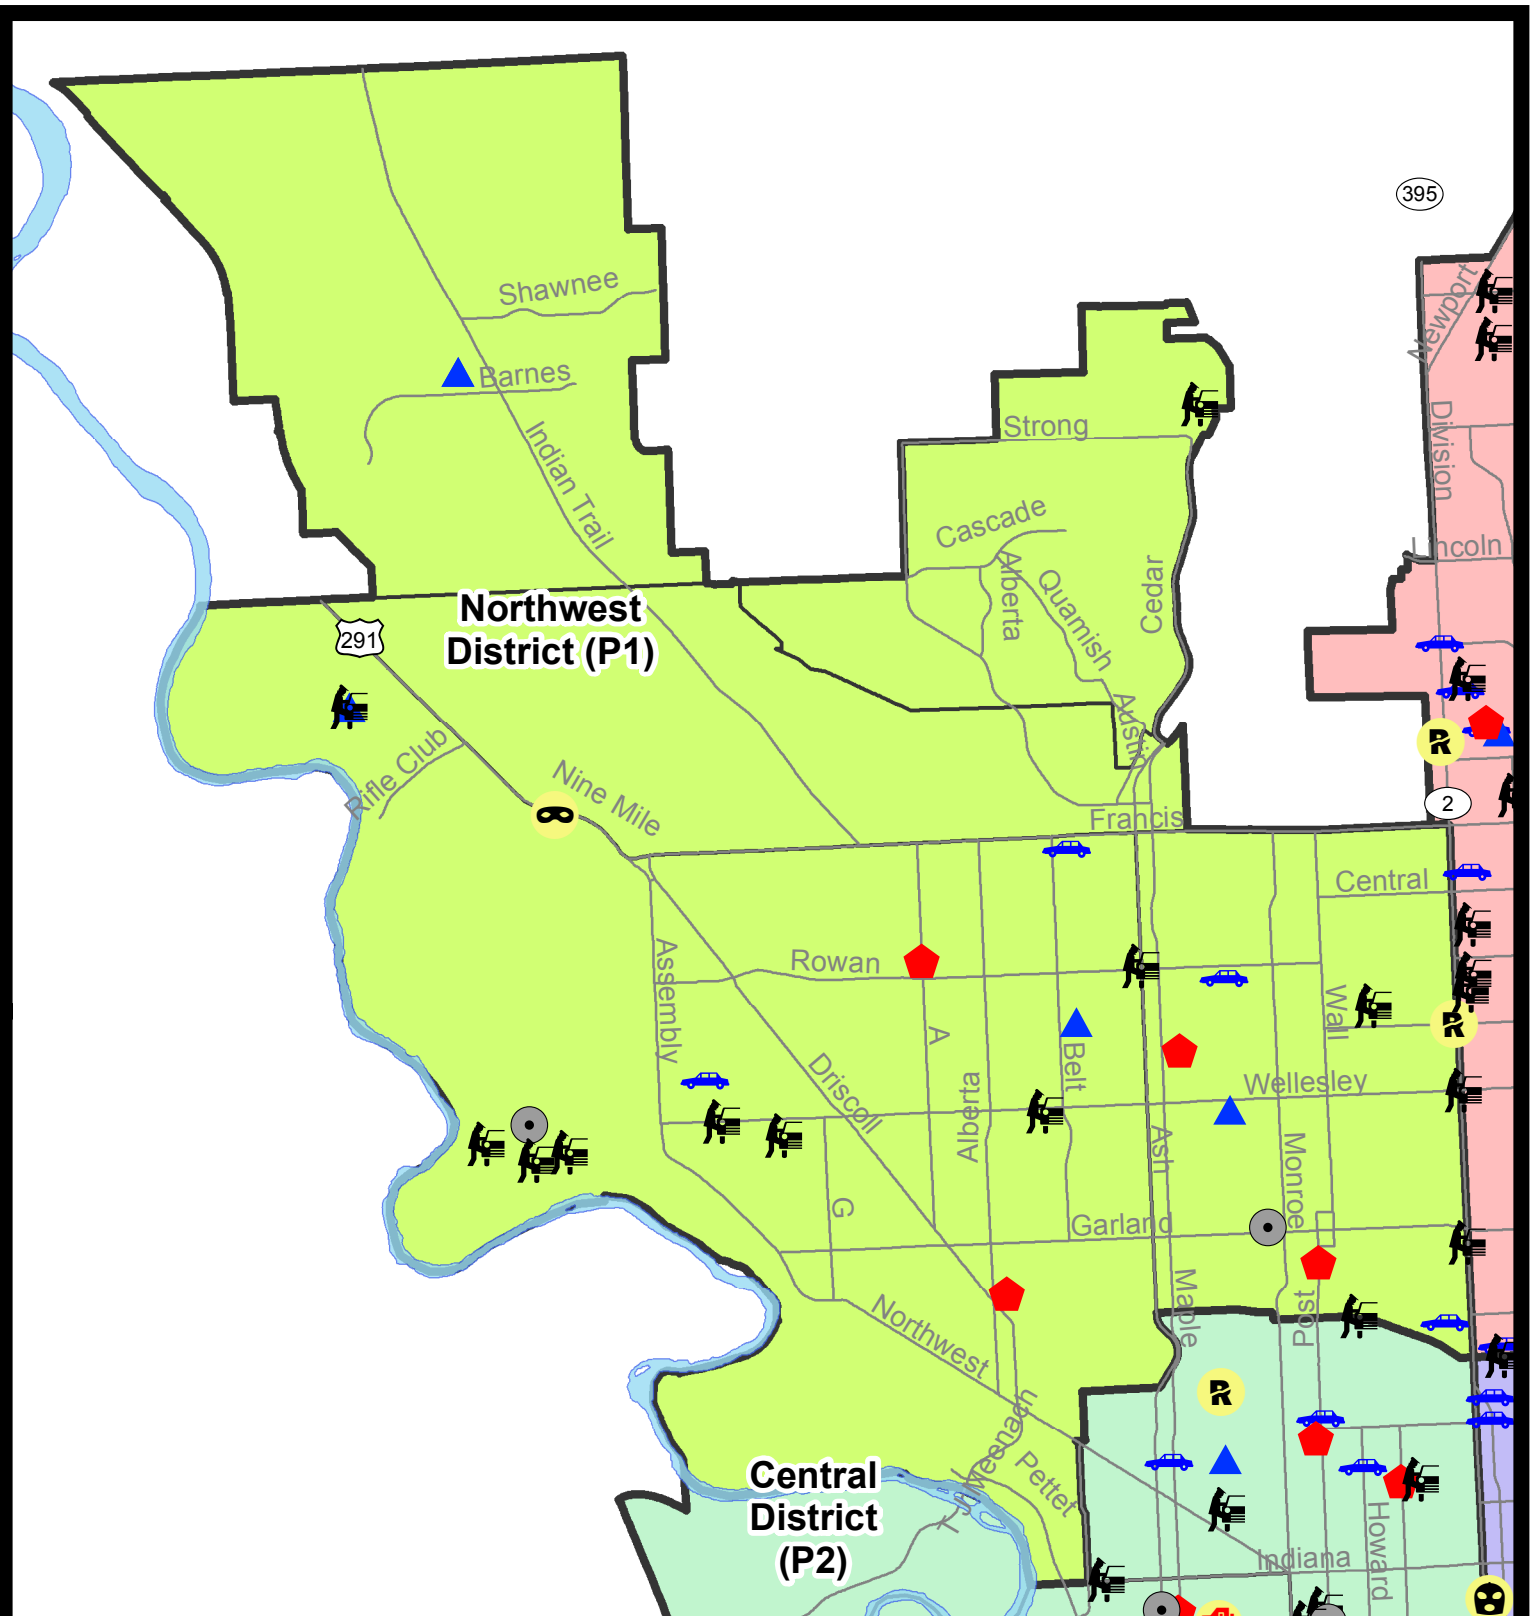 395
Newport
Shawnee
Barnes
Division
Strong
Indian Trail
Cascade
Lincoln
Alberta
Quamish
Cedar
Northwest
District (P1)
291
Austin
Rifle Club
Nine Mile
R
2
Francis
Central
Assembly
Rowan
A
Wall
R
Belt
Driscoll
Wellesley
Alberta
Ash
Monroe
G
Garland
Maple
Post
Northwest
R
T J Meenach
Pettet
Central
District
(P2)
Howard
Indiana